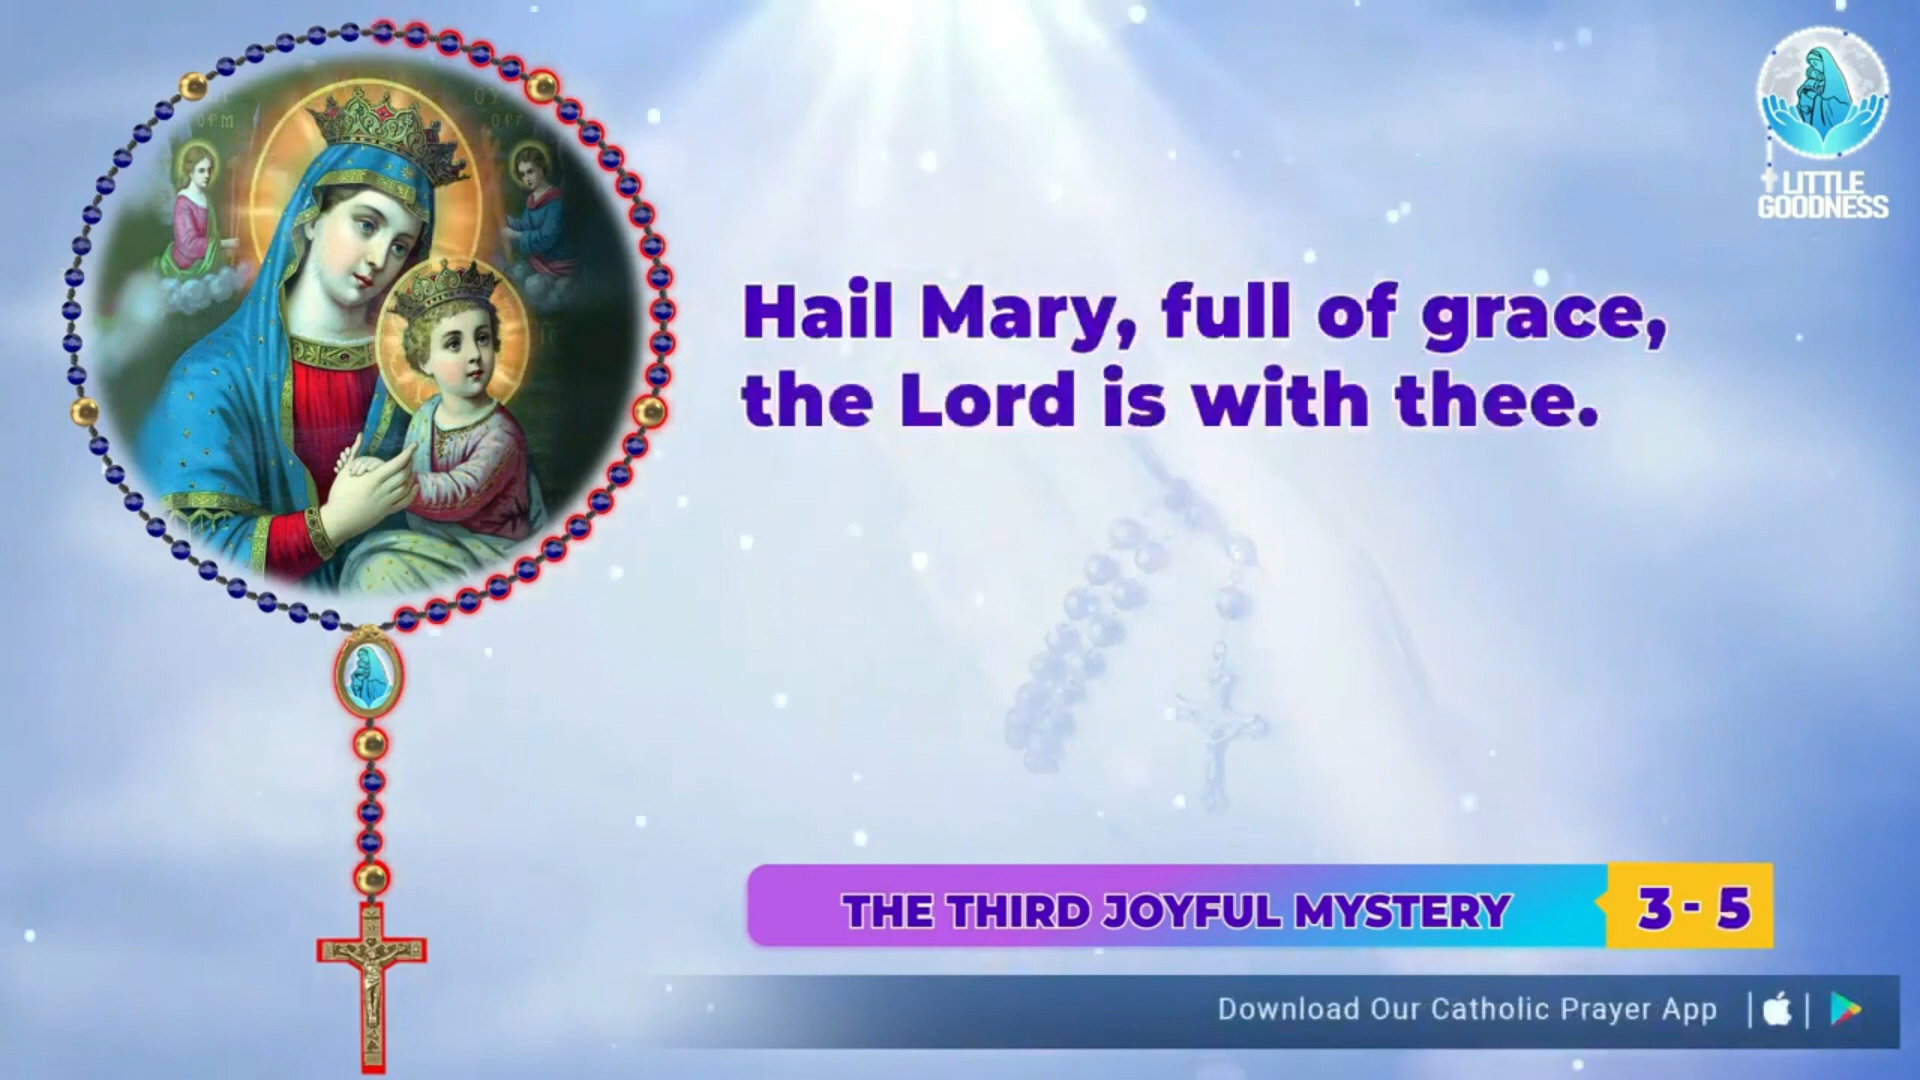 LITTLE
GOODNESS
Hail Mary, full of grace,
the Lord is with thee.
THE THIRD JOYFUL MYSTERY
3 - 5
Download Our Catholic Prayer App